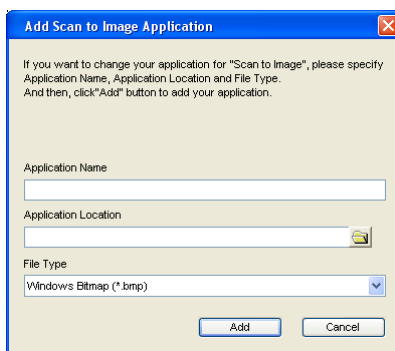 Add Scan to Image Application
If you want to change your application for "Scan to Image", please specify
Application Name, Application Location and File Type.
And then, click"Add" button to add your application.
Application Name
Application Location
File Type
Windows Bitmap (*.bmp)
Add Cancel